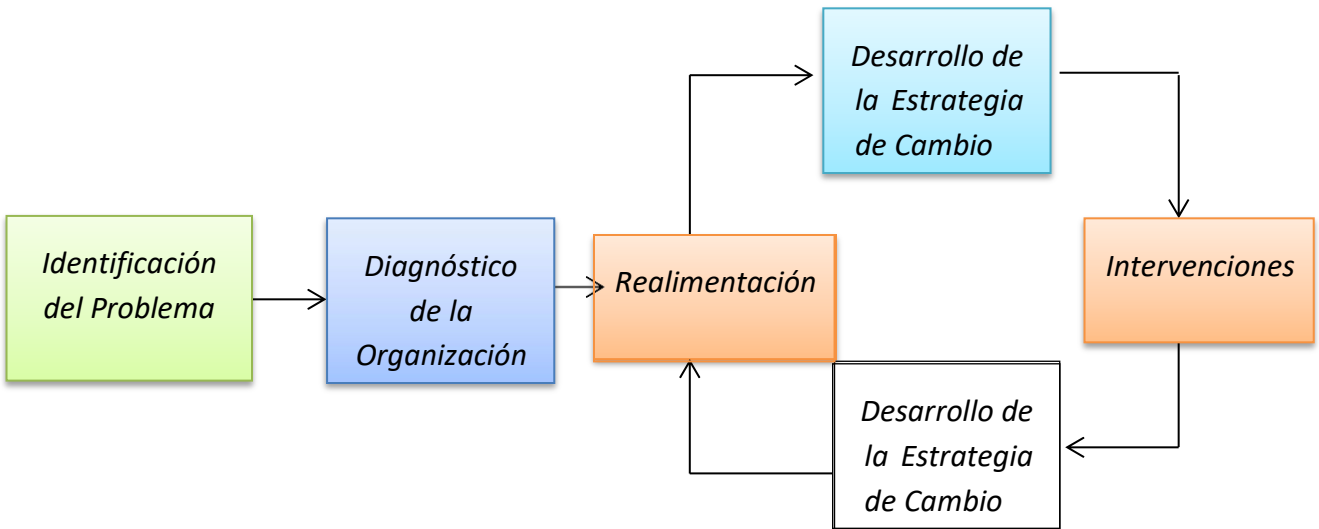 Identificación
del Problema
Diagnóstico
de la
Organización
Realimentación
Desarrollo de
la Estrategia
de Cambio
Intervenciones
Desarrollo de
la Estrategia
de Cambio